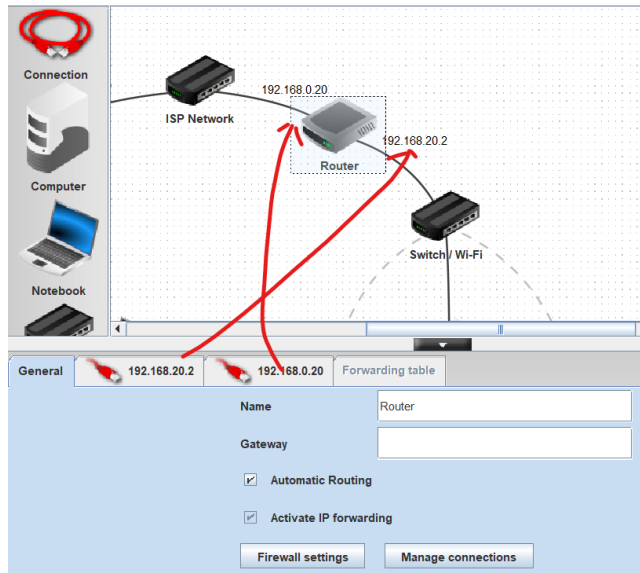 Connection
192.168.0.20
ISP Network
192.168.20.2
Router
Computer
Switch / Wi-Fi
Notebook
General
192.168.20.2
192.168.0.20
Forwarding table
Name
Router
Gateway
Automatic Routing
Activate IP forwarding
Firewall settings
Manage connections